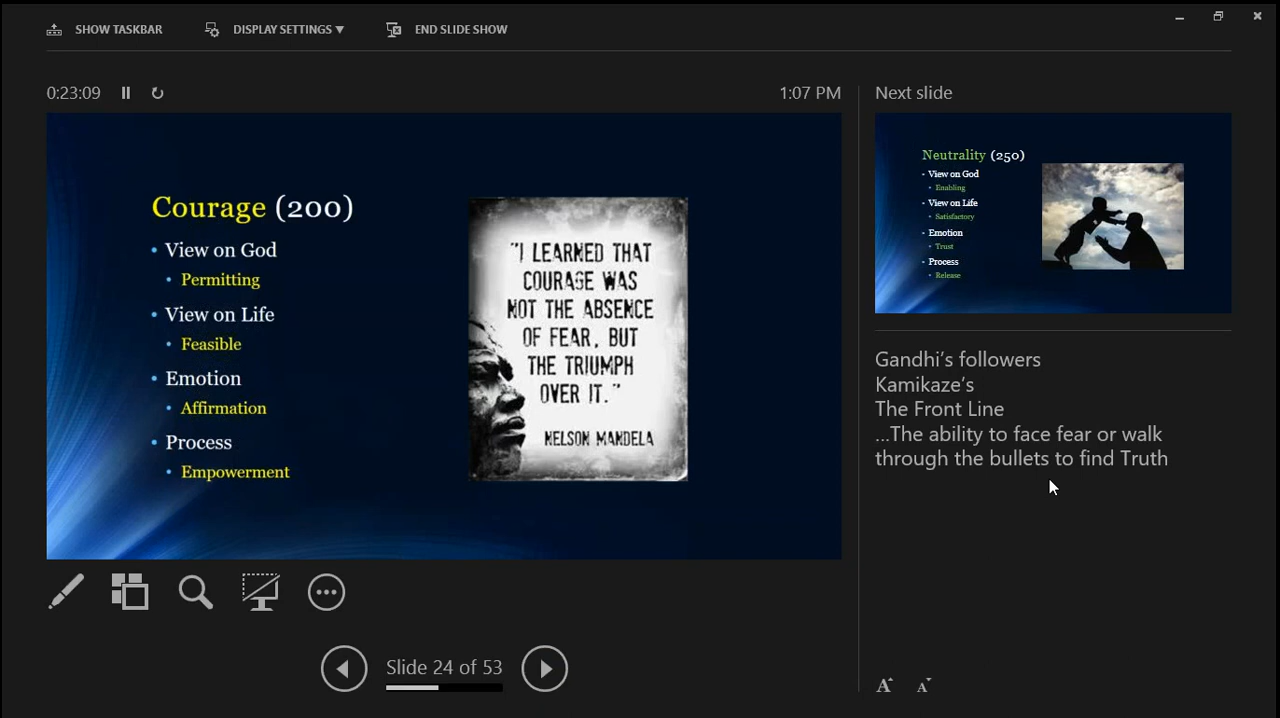 SHOW TASKBAR
DISPLAY SETTINGS ▼
END SLIDE SHOW
0:23:09
1:07 PM
Courage (200)
• View on God
• Permitting
• View on Life
• Feasible
• Emotion
• Affirmation
• Process
• Empowerment
"I LEARNED THAT
COURAGE WAS
NOT THE ABSENCE
OF FEAR, BUT
THE TRIUMPH
OVER IT."
NELSON MANDELA
Slide 24 of 53
Next slide
Neutrality (250)
• View on God
• Enabling
• View on Life
• Satisfactory
• Emotion
• Trust
• Process
• Release
Gandhi's followers
Kamikaze's
The Front Line
...The ability to face fear or walk
through the bullets to find Truth
A A